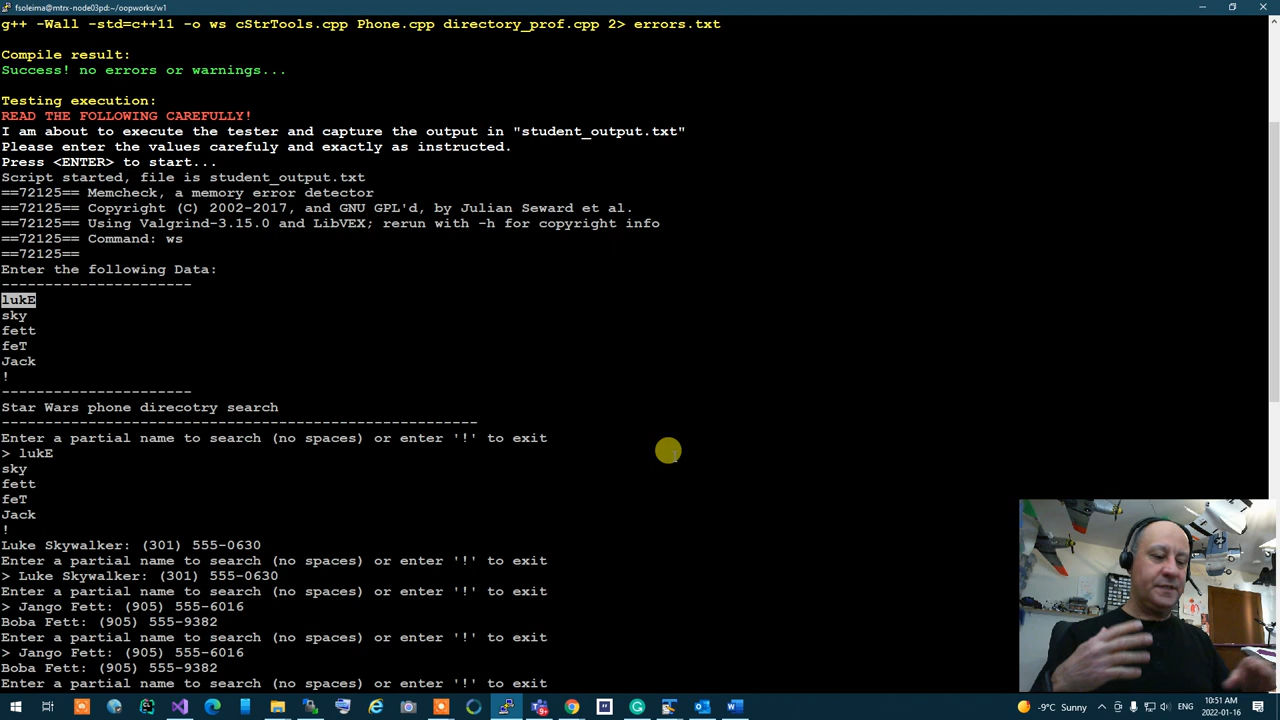 fsoleima@mtrx-node03pd:~/oopworks/w1
g++ -Wall -std=c++11 -o ws cStrTools.cpp Phone.cpp directory_prof.cpp 2> errors.txt
Compile result:
Success! no errors or warnings...
Testing execution:
READ THE FOLLOWING CAREFULLY!
I am about to execute the tester and capture the output in "student_output.txt"
Please enter the values carefuly and exactly as instructed.
Press <ENTER> to start...
Script started, file is student_output.txt
==72125== Memcheck, a memory error detector
==72125== Copyright (C) 2002-2017, and GNU GPL'd, by Julian Seward et al.
==72125== Using Valgrind-3.15.0 and LibVEX; rerun with -h for copyright info
==72125== Command: ws
==72125==
Enter the following Data:
----------------------
lukE
sky
fett
feT
Jack
!
----------------------
Star Wars phone direcotry search
-------------------------------------------------------
Enter a partial name to search (no spaces) or enter '!' to exit
> lukE
sky
fett
feT
Jack
!
Luke Skywalker: (301) 555-0630
Enter a partial name to search (no spaces) or enter '!' to exit
> Luke Skywalker: (301) 555-0630
Enter a partial name to search (no spaces) or enter '!' to exit
> Jango Fett: (905) 555-6016
Boba Fett: (905) 555-9382
Enter a partial name to search (no spaces) or enter '!' to exit
> Jango Fett: (905) 555-6016
Boba Fett: (905) 555-9382
Enter a partial name to search (no spaces) or enter '!' to exit
-9°C Sunny
10:51 AM
2022-01-16